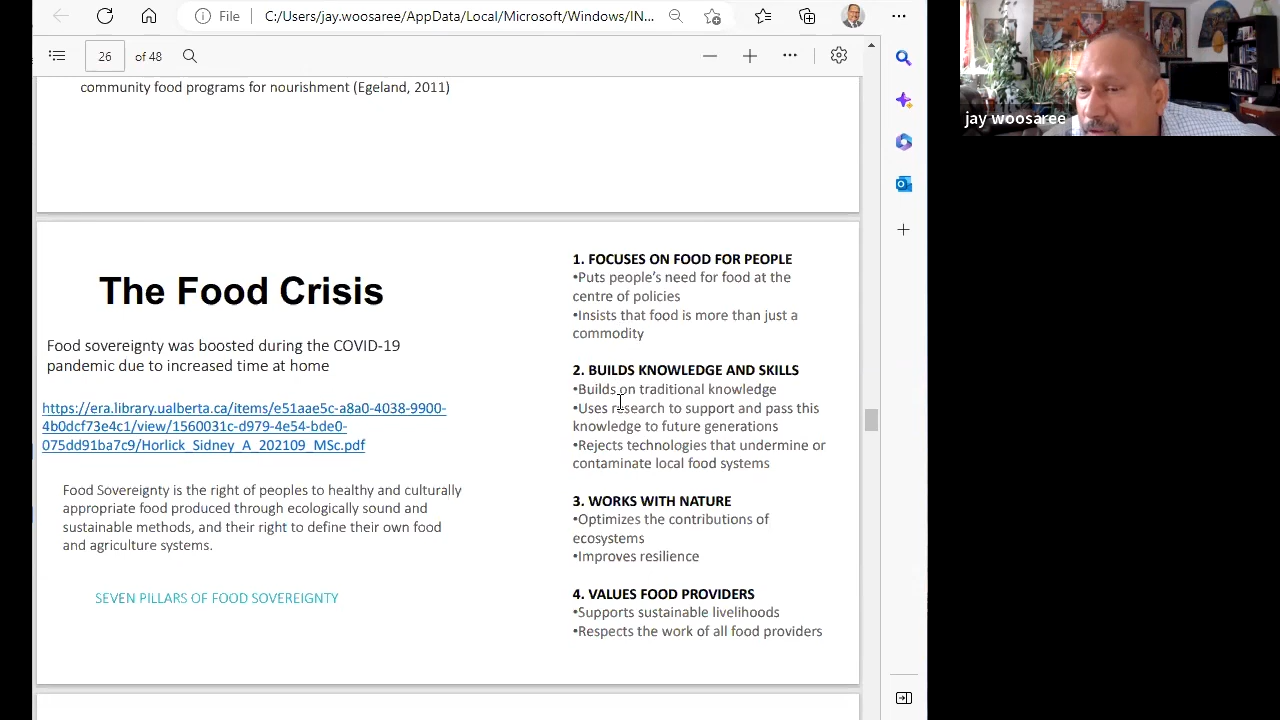 File
C:/Users/jay.woosaree/AppData/Local/Microsoft/Windows/IN...
26 of 48
community food programs for nourishment (Egeland, 2011)
The Food Crisis
Food sovereignty was boosted during the COVID-19
pandemic due to increased time at home
https://era.library.ualberta.ca/items/e51aae5c-a8a0-4038-9900-
4b0dcf73e4c1/view/1560031c-d979-4e54-bde0-
075dd91ba7c9/Horlick_Sidney_A_202109_MSc.pdf
Food Sovereignty is the right of peoples to healthy and culturally
appropriate food produced through ecologically sound and
sustainable methods, and their right to define their own food
and agriculture systems.
SEVEN PILLARS OF FOOD SOVEREIGNTY
1. FOCUSES ON FOOD FOR PEOPLE
•Puts people's need for food at the
centre of policies
•Insists that food is more than just a
commodity
2. BUILDS KNOWLEDGE AND SKILLS
•Builds on traditional knowledge
•Uses research to support and pass this
knowledge to future generations
•Rejects technologies that undermine or
contaminate local food systems
3. WORKS WITH NATURE
•Optimizes the contributions of
ecosystems
•Improves resilience
4. VALUES FOOD PROVIDERS
•Supports sustainable livelihoods
•Respects the work of all food providers
jay woosaree